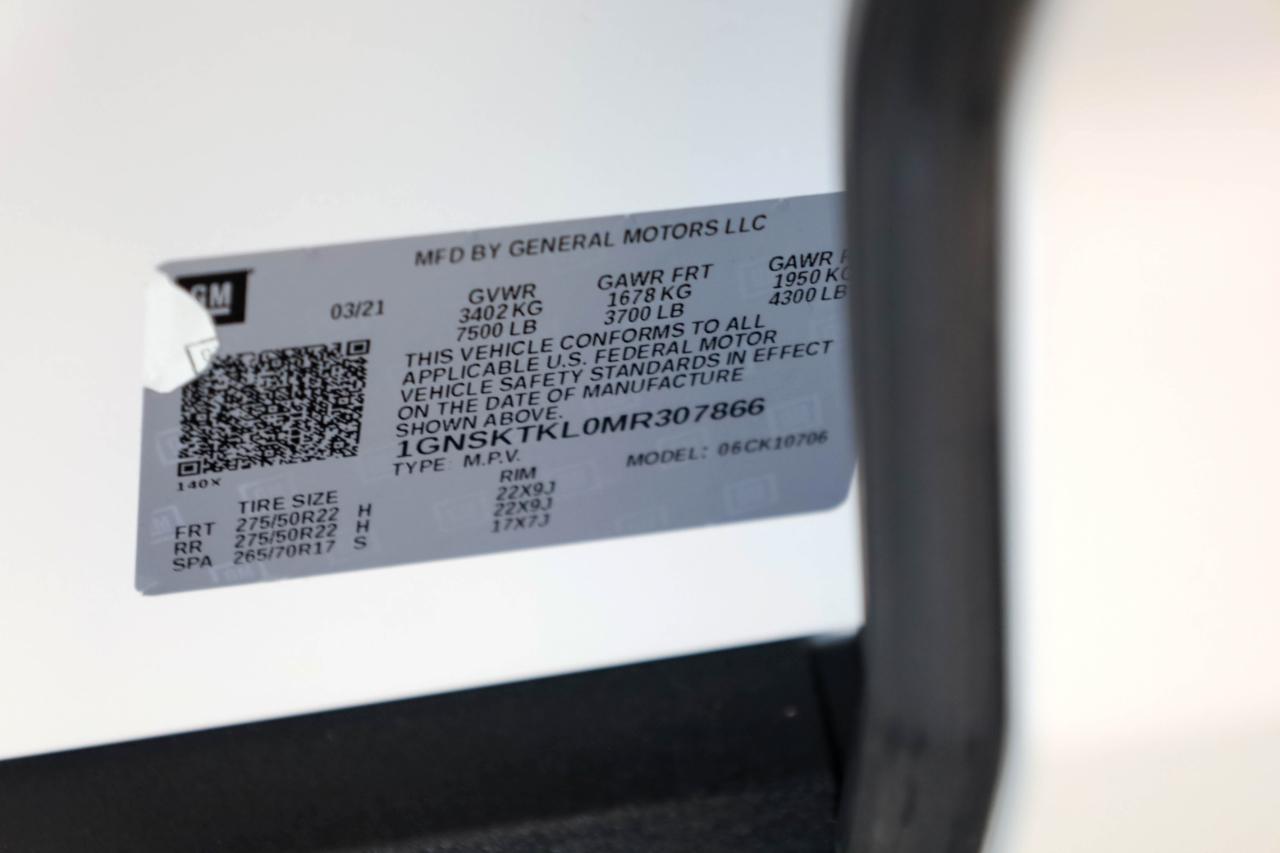 MFD BY GENERAL MOTORS LLC
GM
03/21
GVWR GAWR FRT GAWR
3402 KG 1678 KG 1950 KG
7500 LB 3700 LB 4300 LB
THIS VEHICLE CONFORMS TO ALL
APPLICABLE U.S. FEDERAL MOTOR
VEHICLE SAFETY STANDARDS IN EFFECT
ON THE DATE OF MANUFACTURE
SHOWN ABOVE.
1GNSKTKL0MR307866
TYPE: M.P.V. MODEL: 06CK10706
140X
TIRE SIZE RIM
FRT 275/50R22 H 22X9J
RR 275/50R22 H 22X9J
SPA 265/70R17 S 17X7J